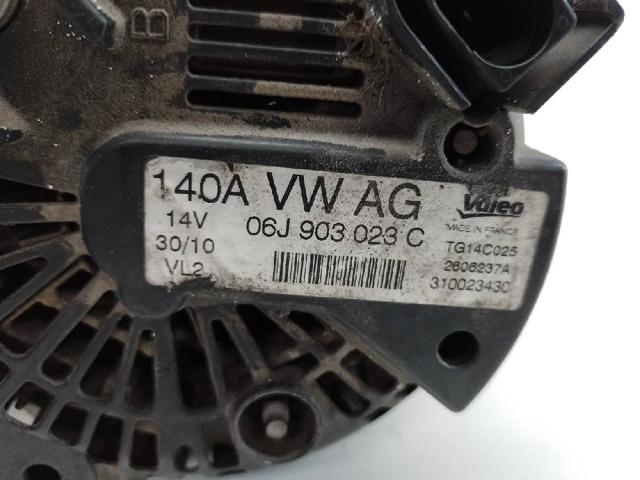 B
140A VW AG
14V 06J 903 023 C
30/10
VL2
Valeo
MADE IN FRANCE
TG14C025
2606237A
310023430